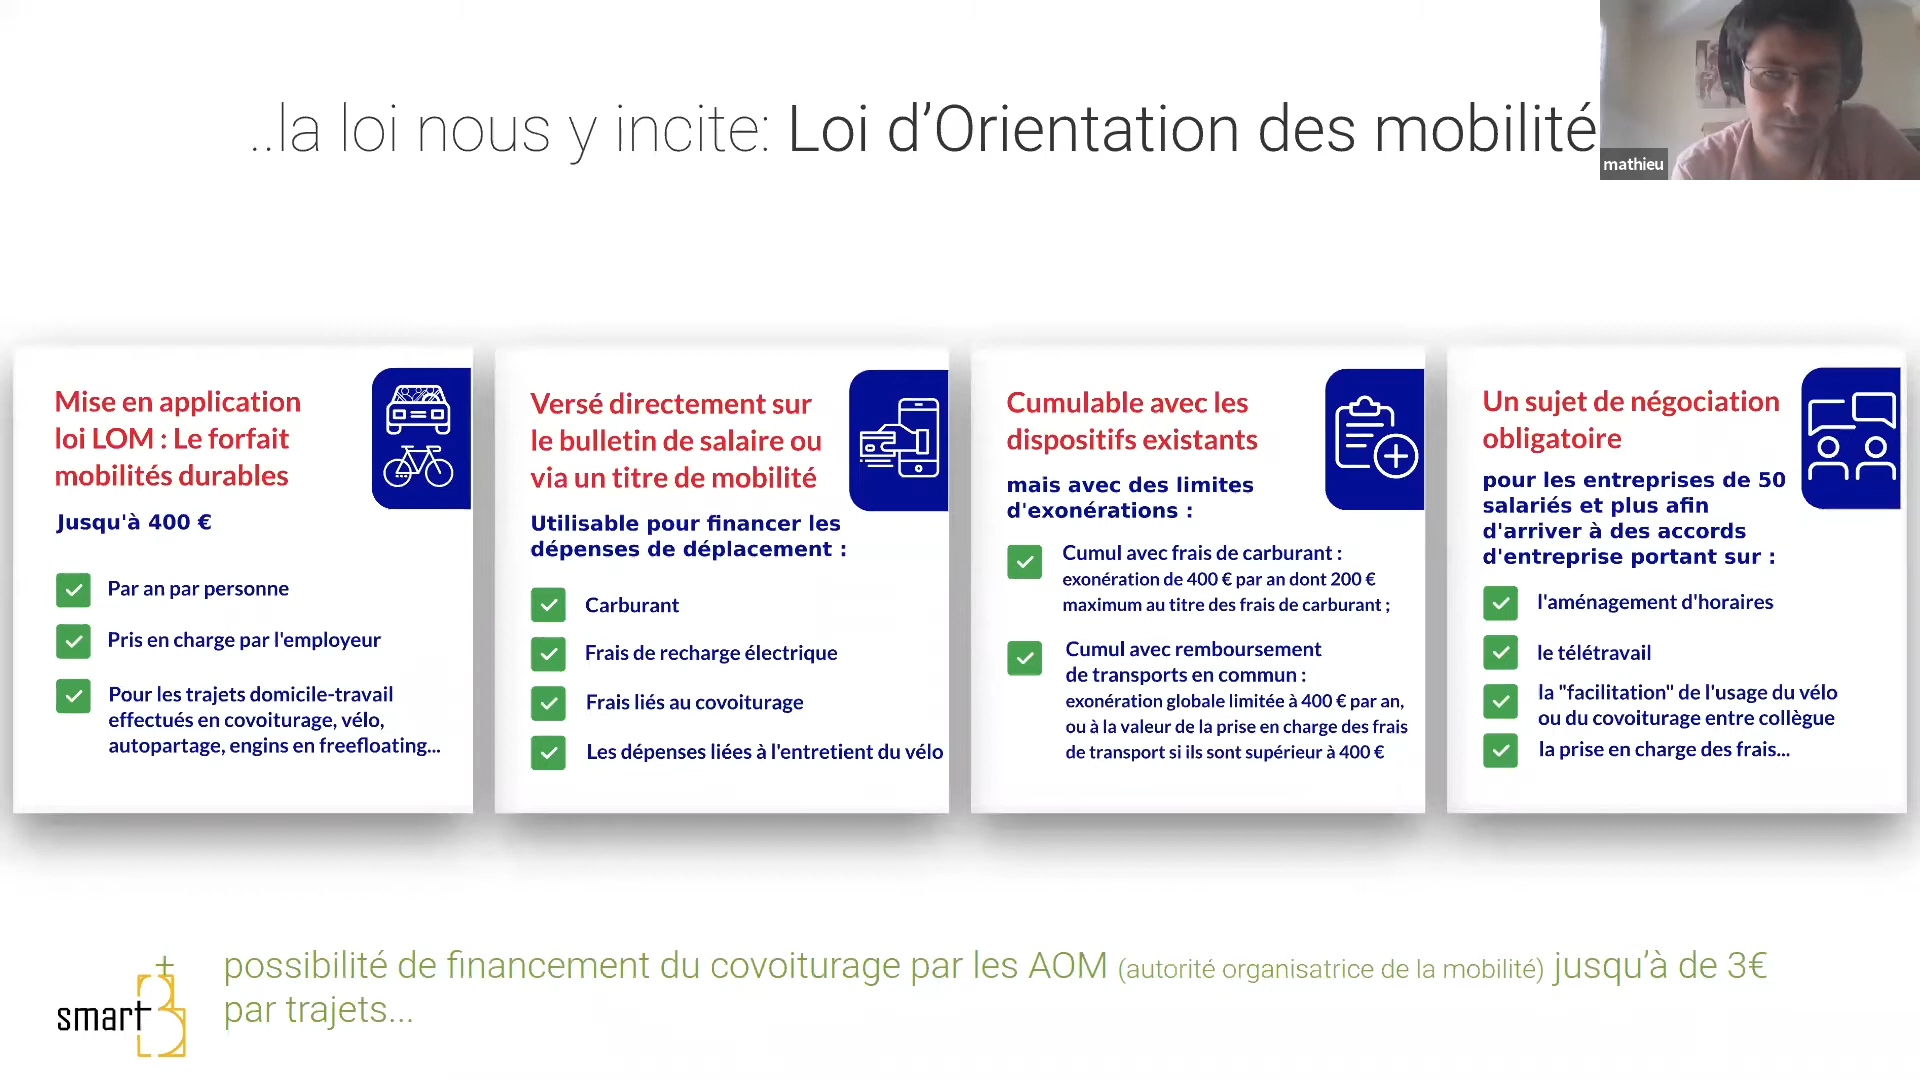 ..la loi nous y incite: Loi d’Orientation des mobilité
mathieu
Mise en application
loi LOM : Le forfait
mobilités durables
Jusqu'à 400 €
Par an par personne
Pris en charge par l'employeur
Pour les trajets domicile-travail
effectués en covoiturage, vélo,
autopartage, engins en freefloating...
Versé directement sur
le bulletin de salaire ou
via un titre de mobilité
Utilisable pour financer les
dépenses de déplacement :
Carburant
Frais de recharge électrique
Frais liés au covoiturage
Les dépenses liées à l'entretient du vélo
Cumulable avec les
dispositifs existants
mais avec des limites
d'exonérations :
Cumul avec frais de carburant :
exonération de 400 € par an dont 200 €
maximum au titre des frais de carburant ;
Cumul avec remboursement
de transports en commun :
exonération globale limitée à 400 € par an,
ou à la valeur de la prise en charge des frais
de transport si ils sont supérieur à 400 €
Un sujet de négociation
obligatoire
pour les entreprises de 50
salariés et plus afin
d'arriver à des accords
d'entreprise portant sur :
l'aménagement d'horaires
le télétravail
la "facilitation" de l'usage du vélo
ou du covoiturage entre collègue
la prise en charge des frais...
+ possibilité de financement du covoiturage par les AOM (autorité organisatrice de la mobilité) jusqu’à de 3€
par trajets...
smart